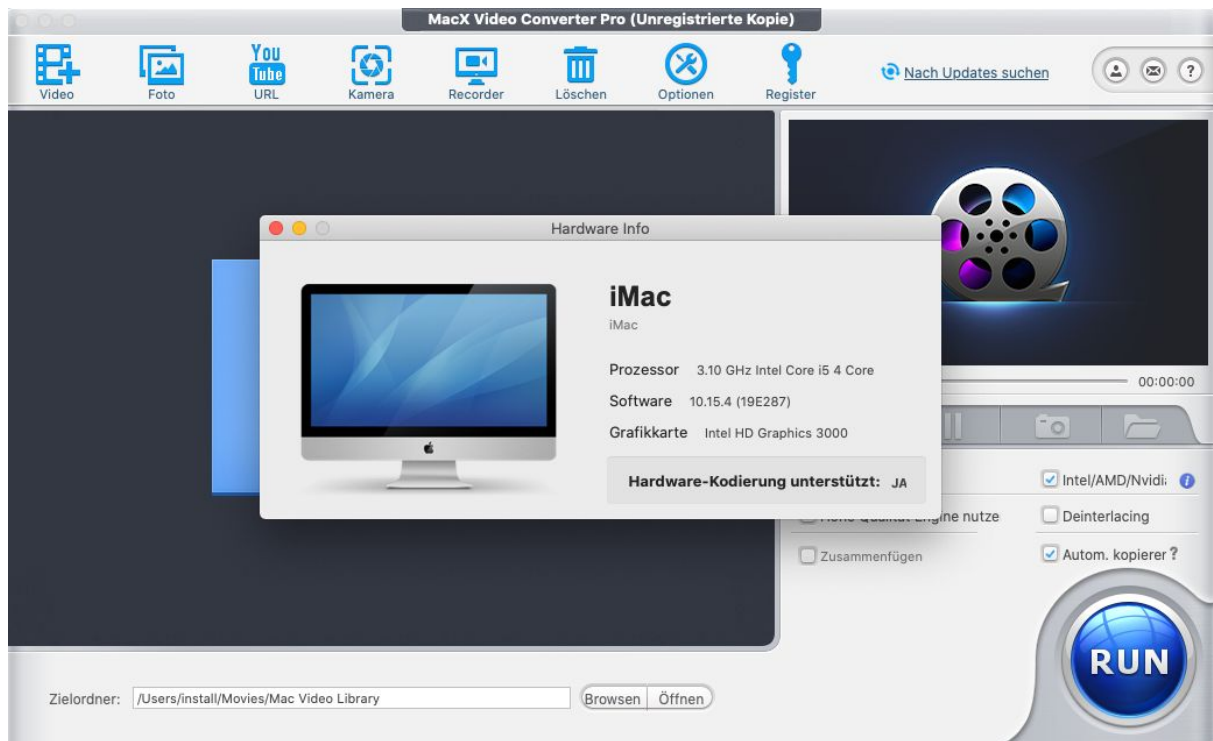 MacX Video Converter Pro (Unregistrierte Kopie)
You
Tube
Video
Foto
URL
Kamera
Recorder
Löschen
Optionen
Register
Nach Updates suchen
?
Hardware Info
iMac
iMac
Prozessor 3.10 GHz Intel Core i5 4 Core
Software 10.15.4 (19E287)
Grafikkarte Intel HD Graphics 3000
Hardware-Kodierung unterstützt: JA
00:00:00
Intel/AMD/Nvidi
i
Qualität Engine nutze
Deinterlacing
Zusammenfügen
Autom. kopierer ?
RUN
Zielordner: /Users/install/Movies/Mac Video Library
Browsen
Öffnen